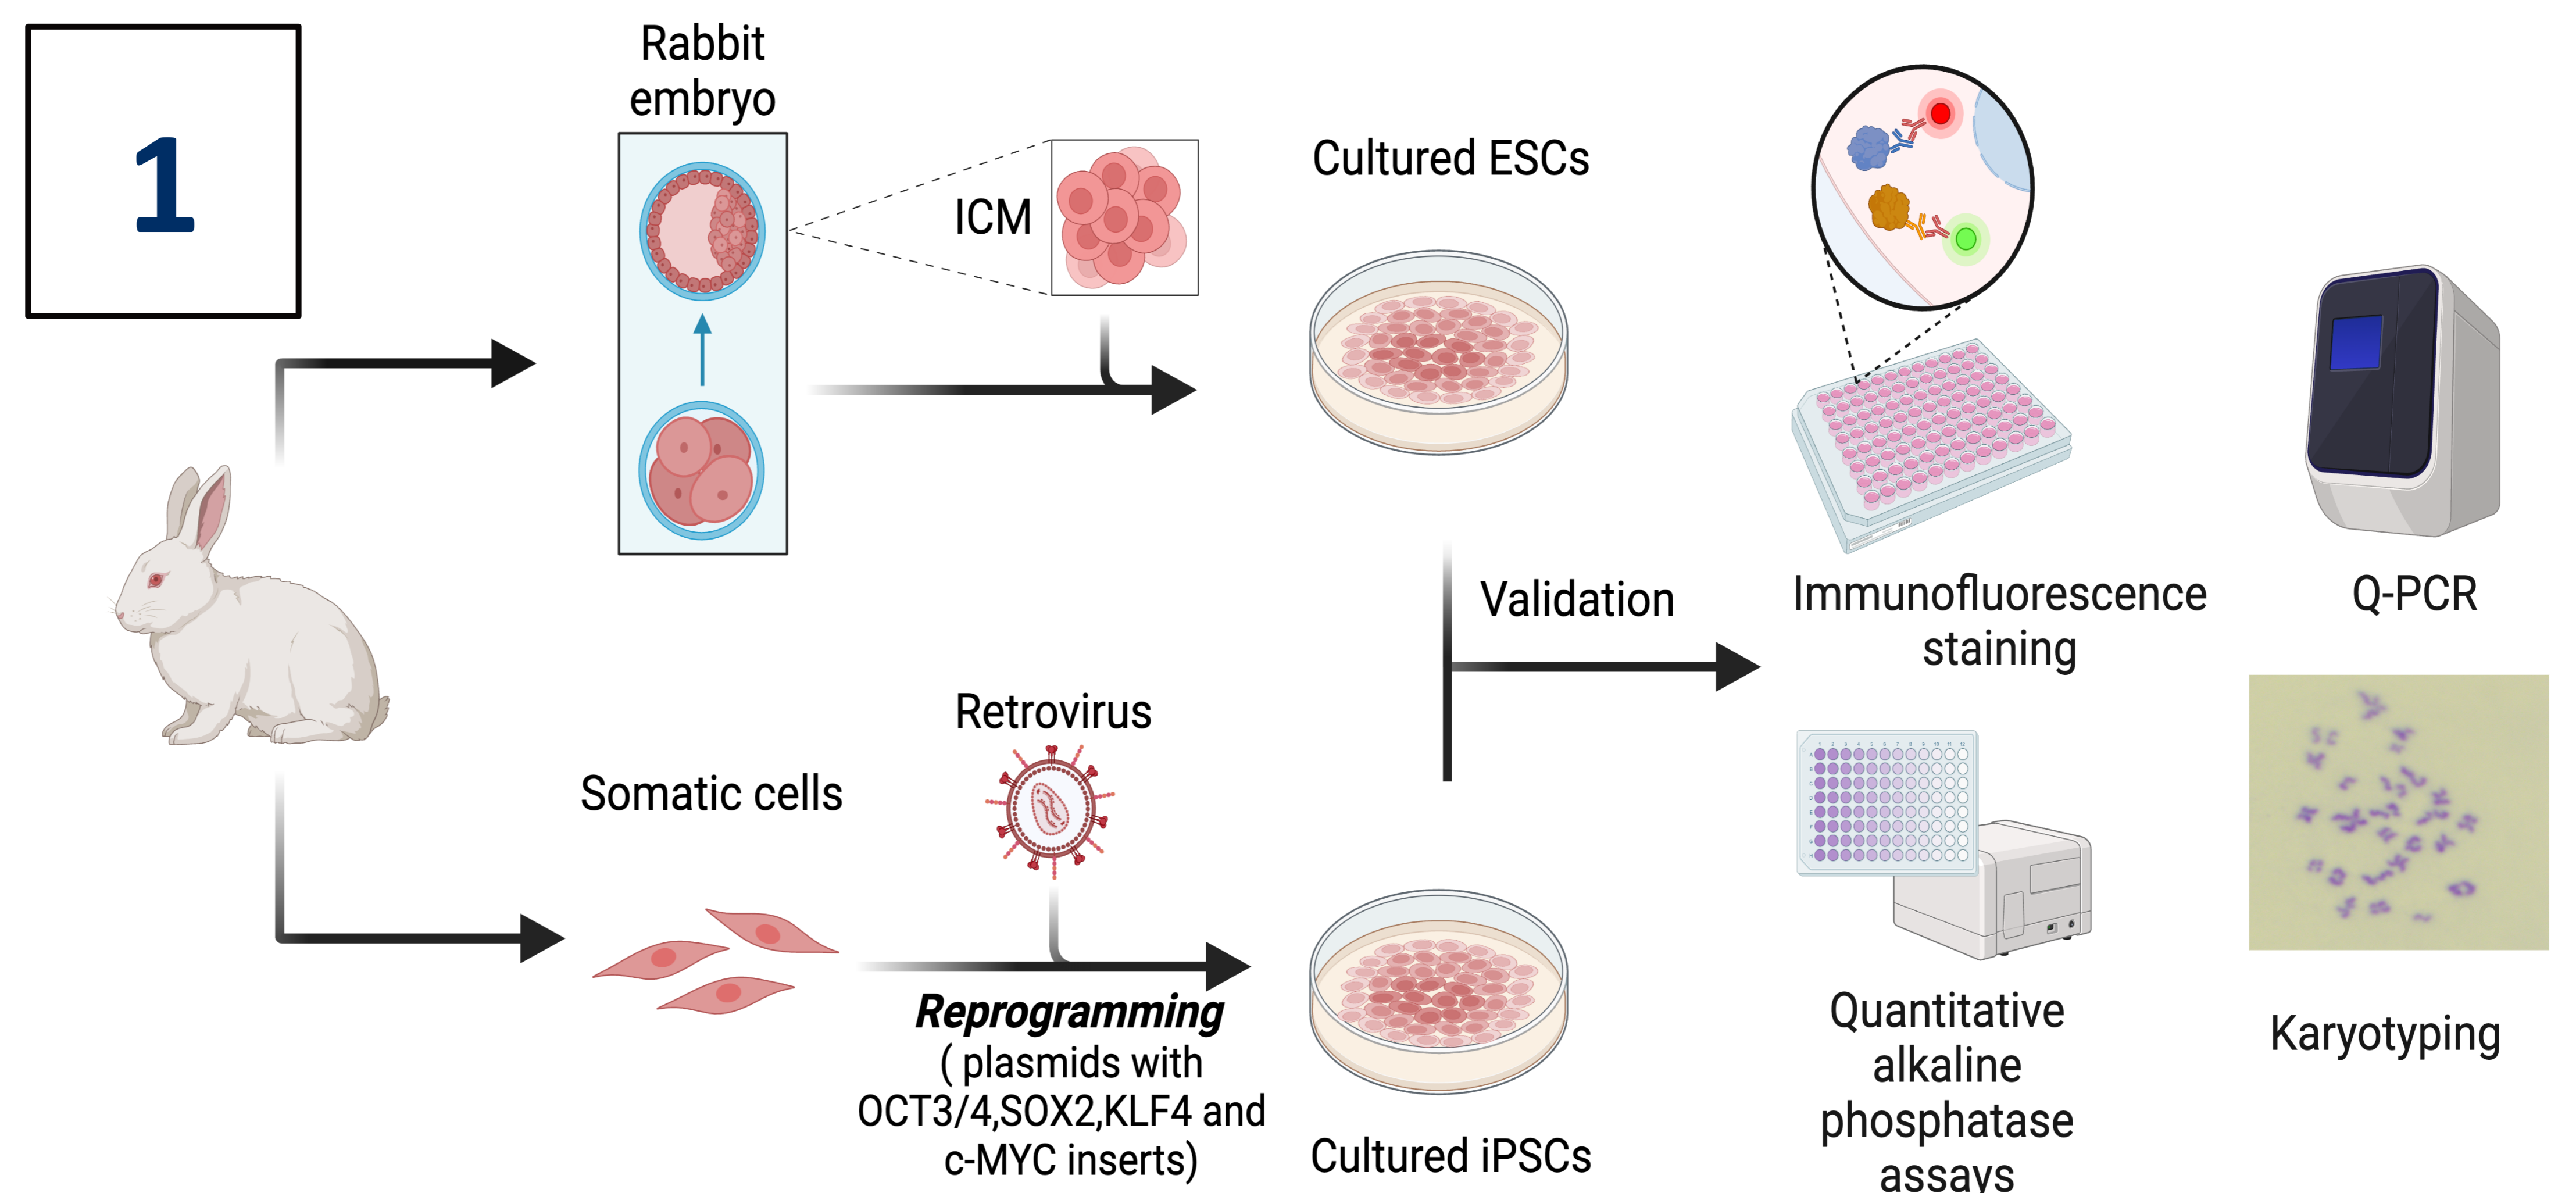 1
Rabbit
embryo
ICM
Cultured ESCs
Validation
Immunofluorescence
staining
Q-PCR
Somatic cells
Retrovirus
Reprogramming
( plasmids with
OCT3/4,SOX2,KLF4 and
c-MYC inserts)
Cultured iPSCs
Quantitative
alkaline
phosphatase
assays
Karyotyping